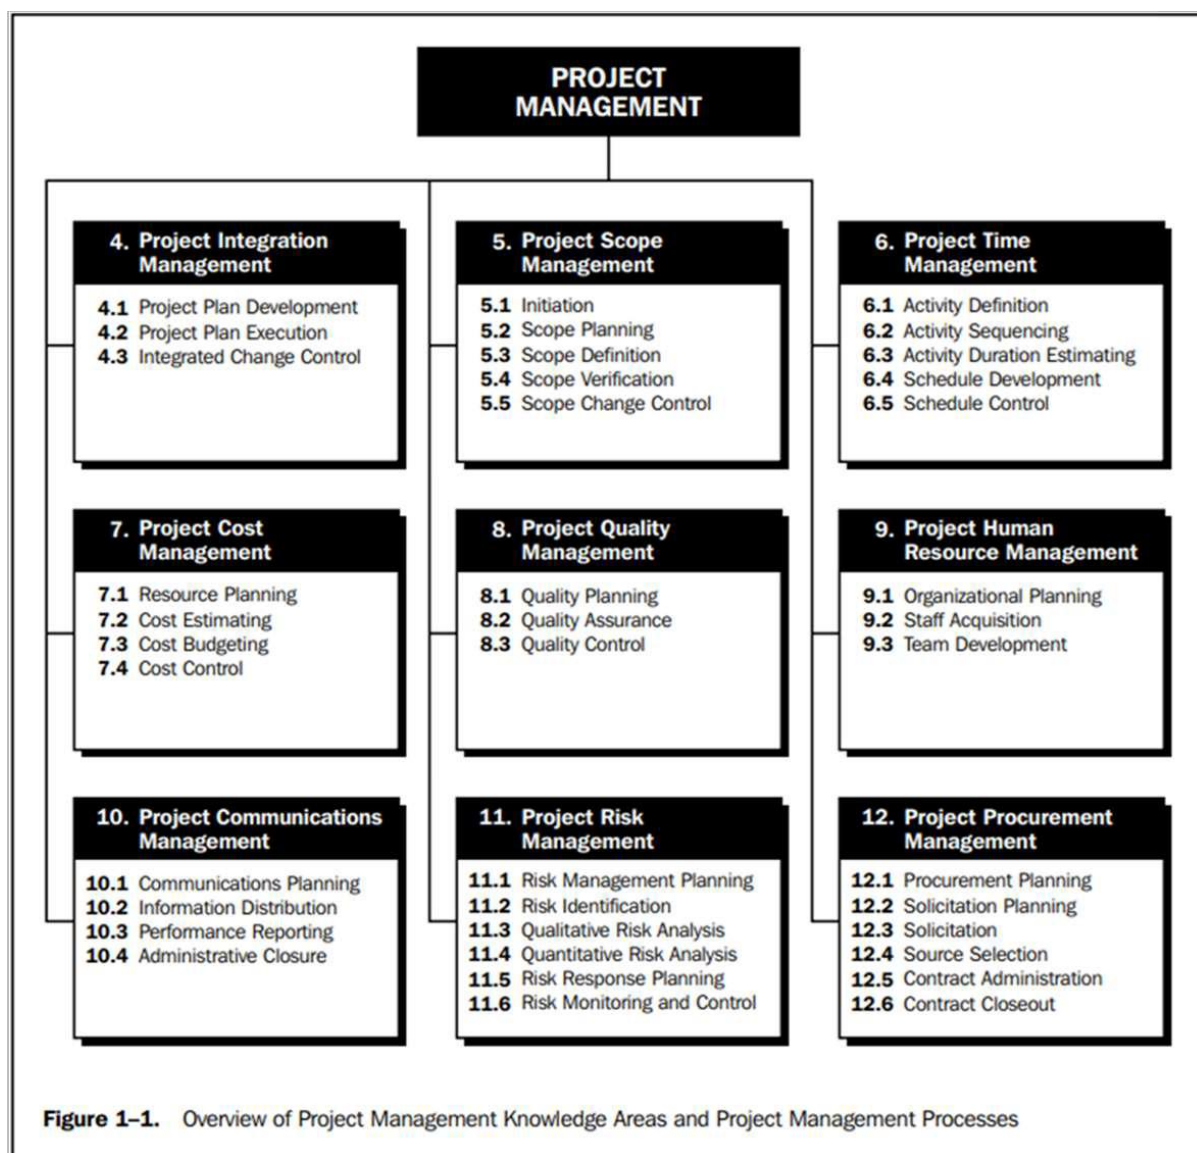 PROJECT
MANAGEMENT
4. Project Integration
Management
4.1 Project Plan Development
4.2 Project Plan Execution
4.3 Integrated Change Control
5. Project Scope
Management
5.1 Initiation
5.2 Scope Planning
5.3 Scope Definition
5.4 Scope Verification
5.5 Scope Change Control
6. Project Time
Management
6.1 Activity Definition
6.2 Activity Sequencing
6.3 Activity Duration Estimating
6.4 Schedule Development
6.5 Schedule Control
7. Project Cost
Management
7.1 Resource Planning
7.2 Cost Estimating
7.3 Cost Budgeting
7.4 Cost Control
8. Project Quality
Management
8.1 Quality Planning
8.2 Quality Assurance
8.3 Quality Control
9. Project Human
Resource Management
9.1 Organizational Planning
9.2 Staff Acquisition
9.3 Team Development
10. Project Communications
Management
10.1 Communications Planning
10.2 Information Distribution
10.3 Performance Reporting
10.4 Administrative Closure
11. Project Risk
Management
11.1 Risk Management Planning
11.2 Risk Identification
11.3 Qualitative Risk Analysis
11.4 Quantitative Risk Analysis
11.5 Risk Response Planning
11.6 Risk Monitoring and Control
12. Project Procurement
Management
12.1 Procurement Planning
12.2 Solicitation Planning
12.3 Solicitation
12.4 Source Selection
12.5 Contract Administration
12.6 Contract Closeout
Figure 1–1. Overview of Project Management Knowledge Areas and Project Management Processes